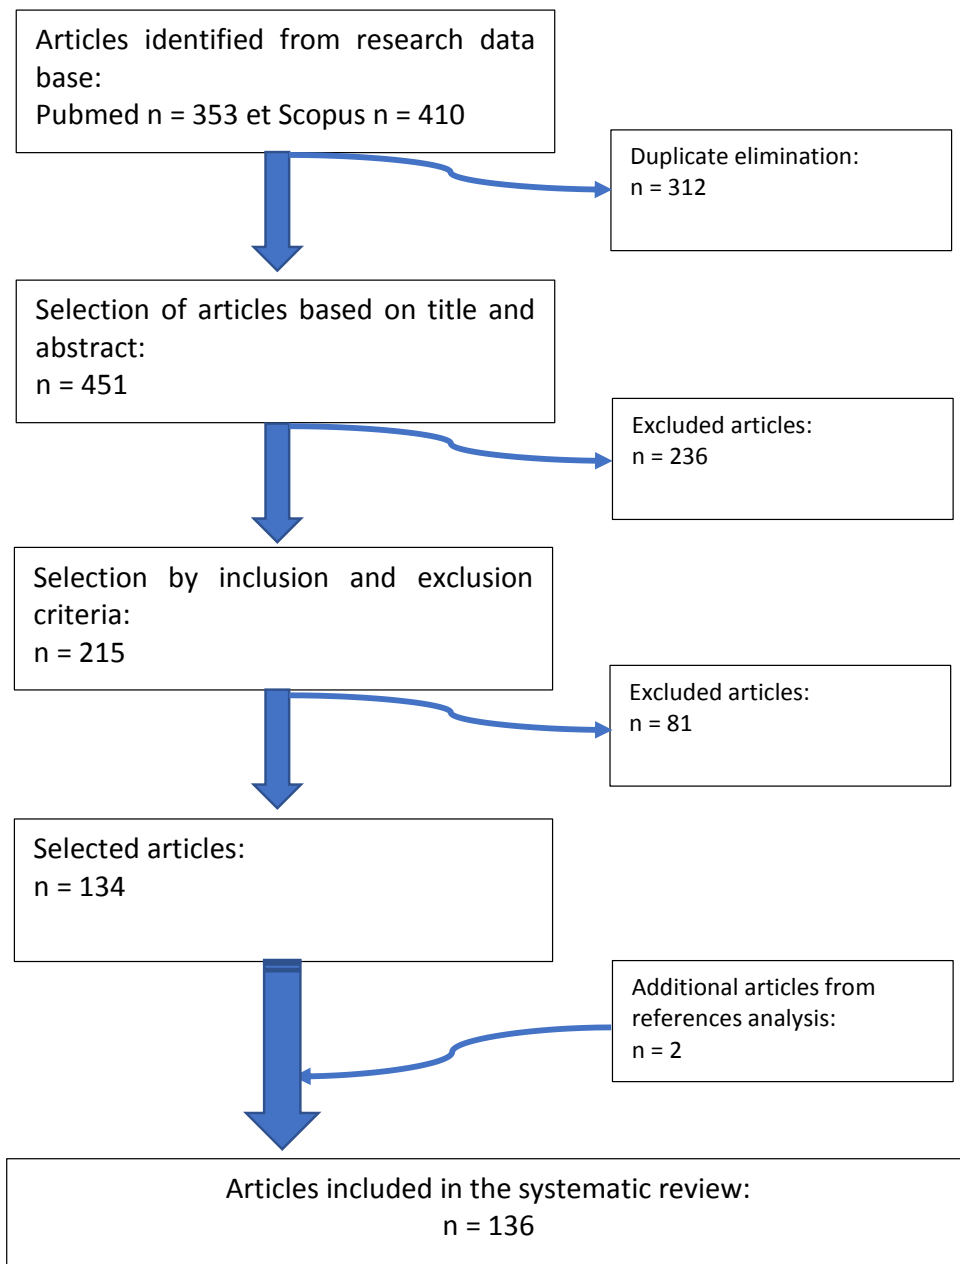 Articles identified from research data
base:
Pubmed n = 353 et Scopus n = 410
Duplicate elimination:
n = 312
Selection of articles based on title and
abstract:
n = 451
Excluded articles:
n = 236
Selection by inclusion and exclusion
criteria:
n = 215
Excluded articles:
n = 81
Selected articles:
n = 134
Additional articles from
references analysis:
n = 2
Articles included in the systematic review:
n = 136